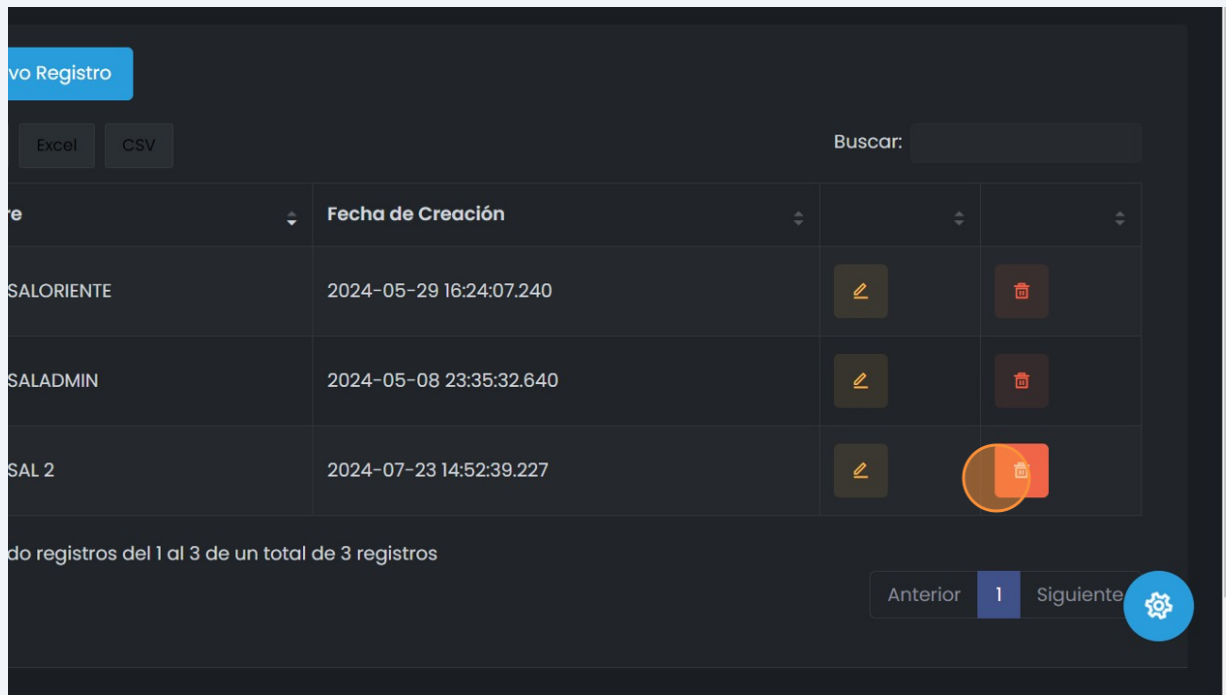 vo Registro
Excel CSV Buscar:
re Fecha de Creación
SALORIENTE 2024-05-29 16:24:07.240
SALADMIN 2024-05-08 23:35:32.640
SAL 2 2024-07-23 14:52:39.227
do registros del 1 al 3 de un total de 3 registros
Anterior 1 Siguiente